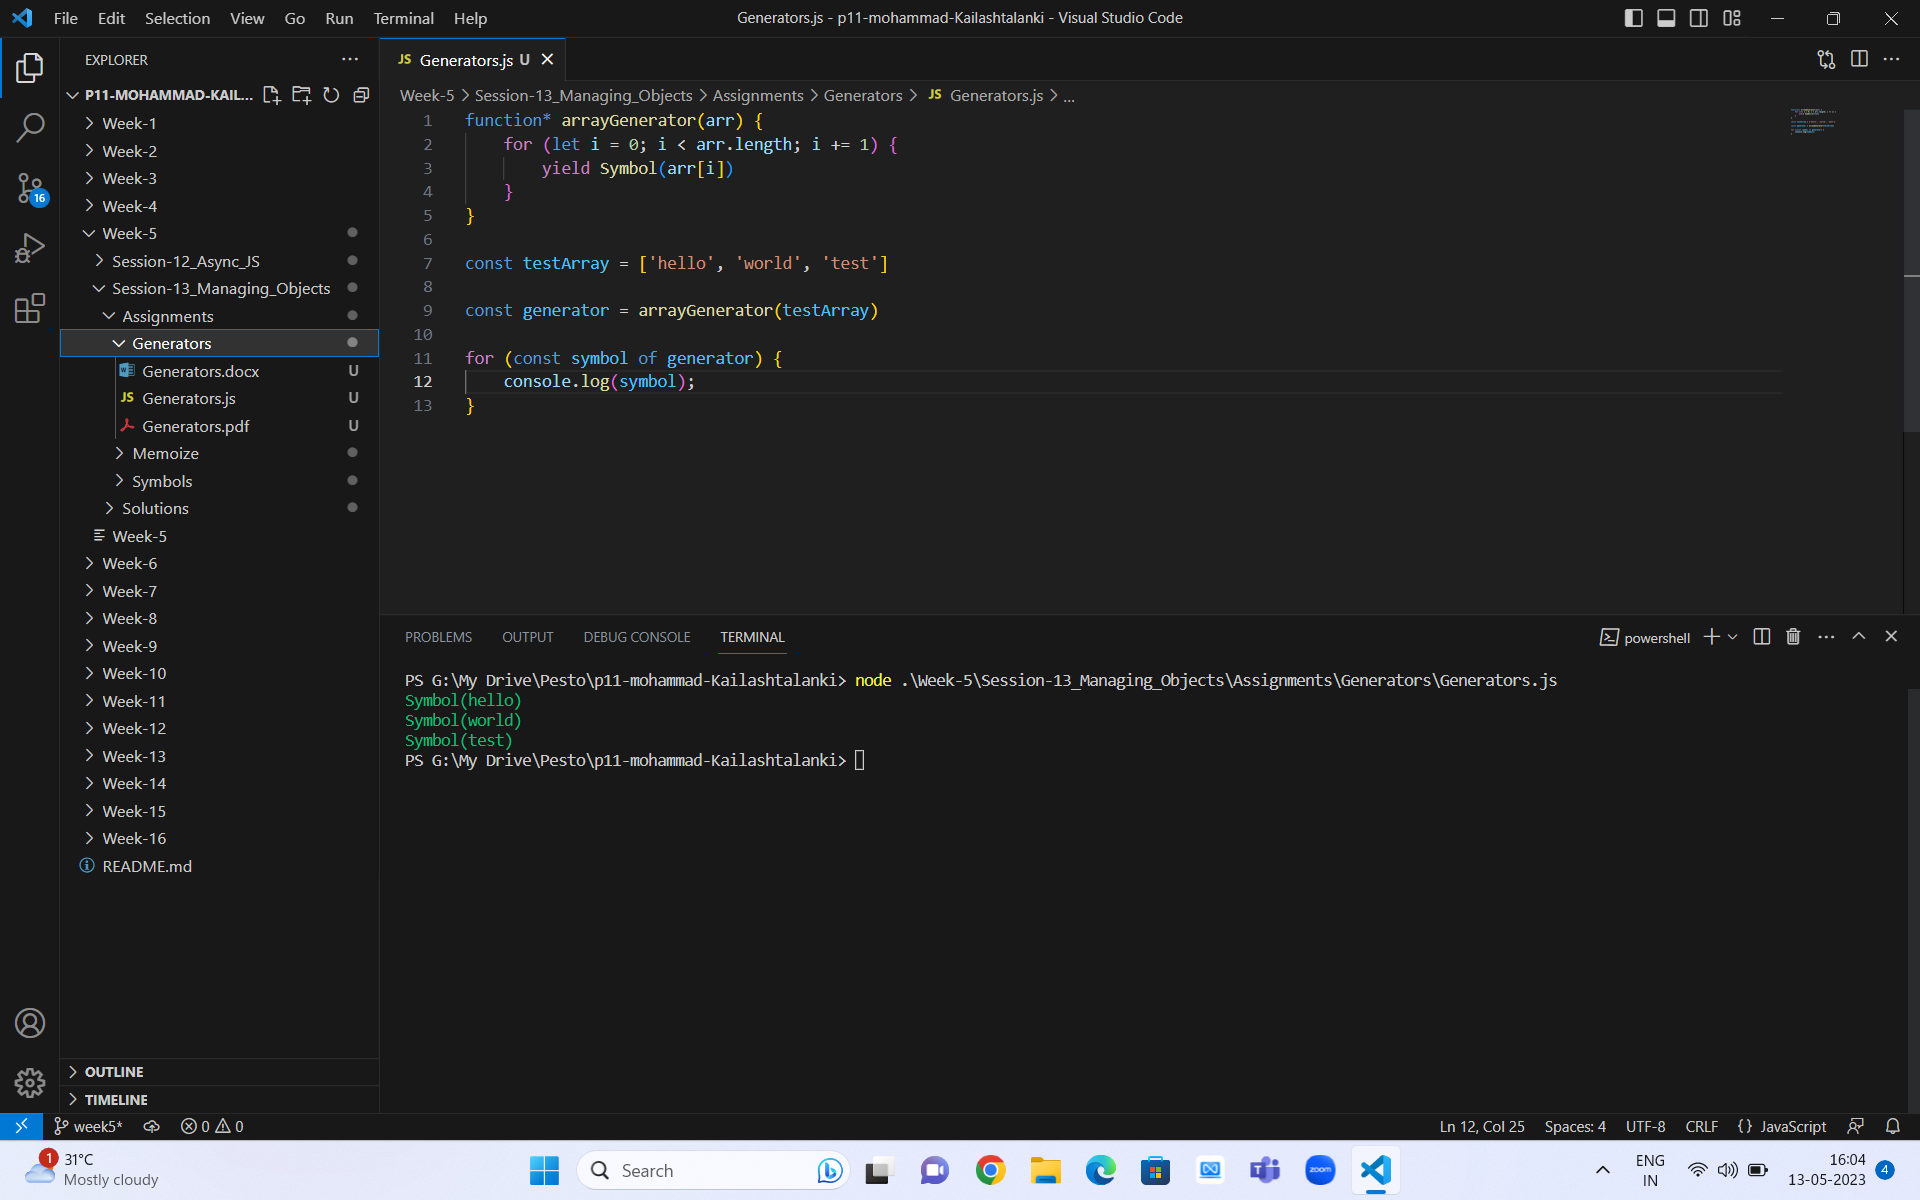 File Edit Selection View Go Run Terminal Help
Generators.js - p11-mohammad-Kailashtalanki - Visual Studio Code
EXPLORER
P11-MOHAMMAD-KAIL...
Week-1
Week-2
Week-3
Week-4
Week-5
Session-12_Async_JS
Session-13_Managing_Objects
Assignments
Generators
Generators.docx U
Generators.js U
Generators.pdf U
Memoize
Symbols
Solutions
Week-5
Week-6
Week-7
Week-8
Week-9
Week-10
Week-11
Week-12
Week-13
Week-14
Week-15
Week-16
README.md
OUTLINE
TIMELINE
16
JS Generators.js U
Week-5 > Session-13_Managing_Objects > Assignments > Generators > JS Generators.js > ...
1 function* arrayGenerator(arr) {
2 for (let i = 0; i < arr.length; i += 1) {
3 yield Symbol(arr[i])
4 }
5 }
6
7 const testArray = ['hello', 'world', 'test']
8
9 const generator = arrayGenerator(testArray)
10
11 for (const symbol of generator) {
12 console.log(symbol);
13 }
PROBLEMS OUTPUT DEBUG CONSOLE TERMINAL
powershell
PS G:\My Drive\Pesto\p11-mohammad-Kailashtalanki> node .\Week-5\Session-13_Managing_Objects\Assignments\Generators\Generators.js
Symbol(hello)
Symbol(world)
Symbol(test)
PS G:\My Drive\Pesto\p11-mohammad-Kailashtalanki>
week5* 0 0
Ln 12, Col 25 Spaces: 4 UTF-8 CRLF {} JavaScript
1
31°C
Mostly cloudy
Search
zoom
ENG
IN
16:04
13-05-2023
4